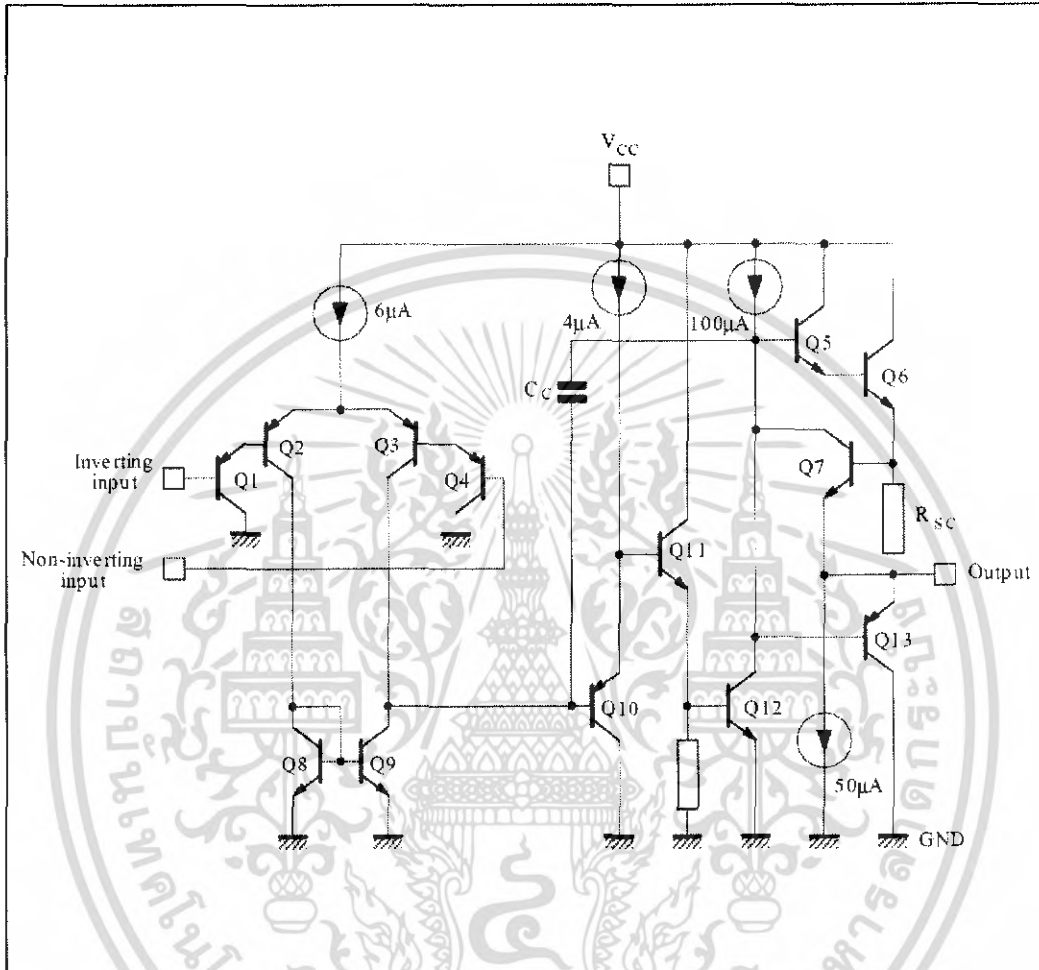 V_CC
6µA
4µA
100µA
Q5
Q6
C_C
Q2
Q3
Q7
Inverting
input
Q1
Q4
R_SC
Q11
Non-inverting
input
Output
Q13
Q10
Q12
Q8
Q9
50µA
GND